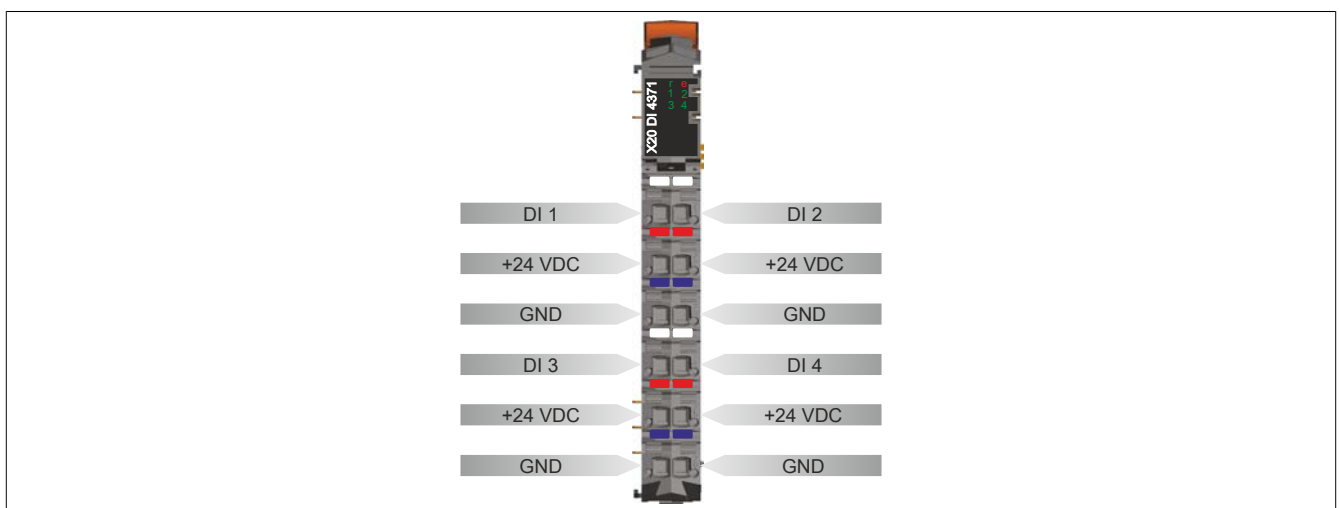 X20 DI 4371
r e
1 2
3 4
DI 1 DI 2
+24 VDC +24 VDC
GND GND
DI 3 DI 4
+24 VDC +24 VDC
GND GND